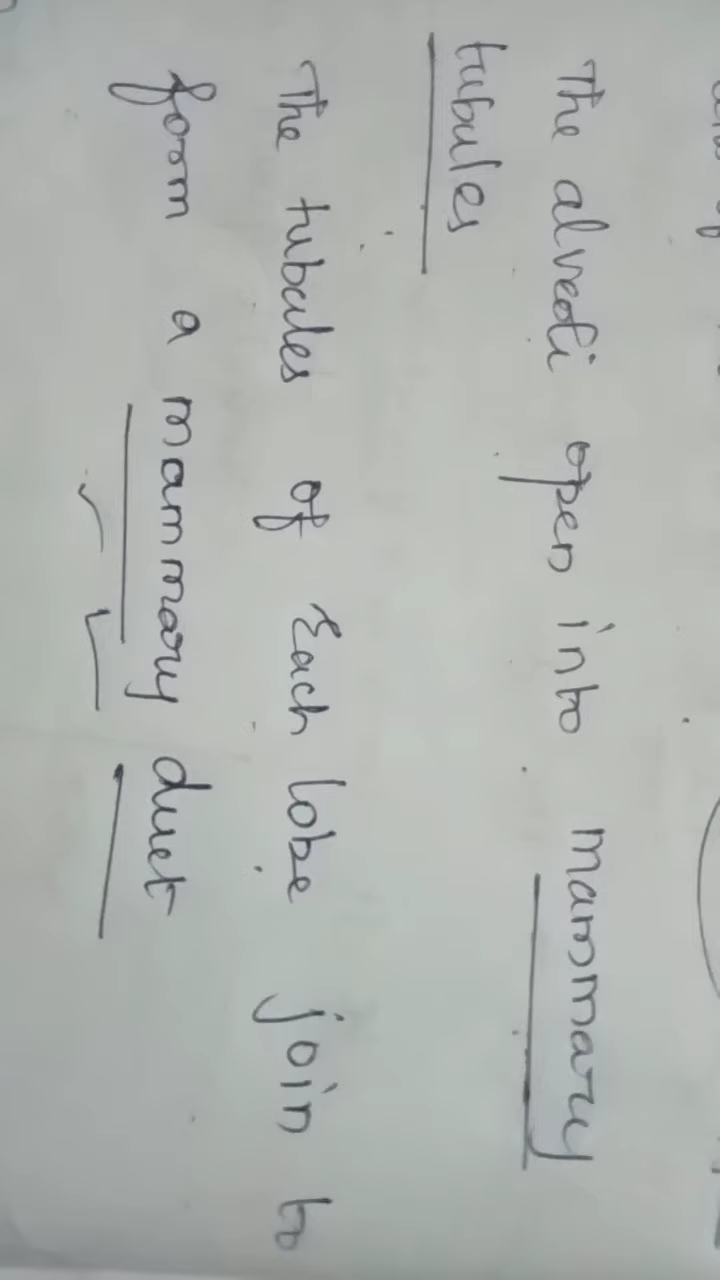 The alveoli open into mammary
tubules
The tubules of Each lobe join to
form a mammary duct